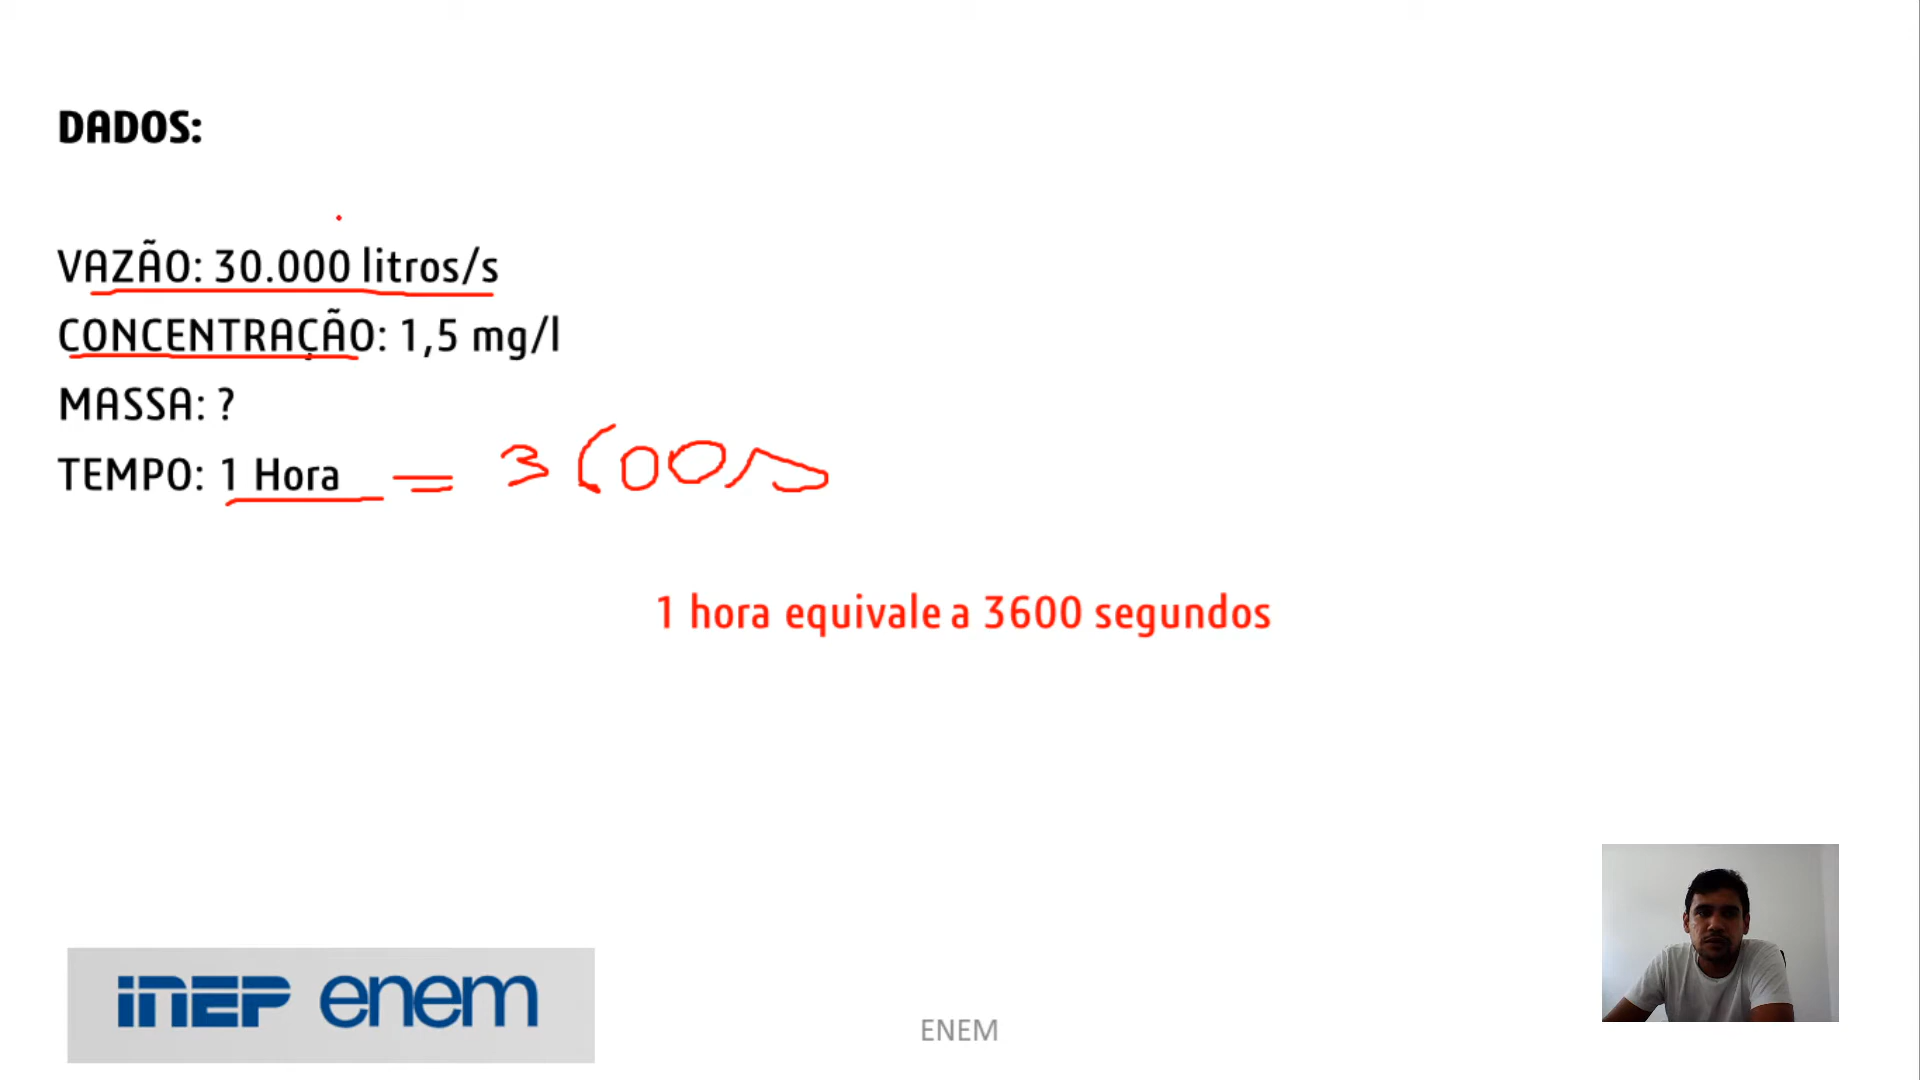 DADOS:
VAZÃO: 30.000 litros/s
CONCENTRAÇÃO: 1,5 mg/l
MASSA: ?
TEMPO: 1 Hora = 3600s
1 hora equivale a 3600 segundos
INEP enem
ENEM